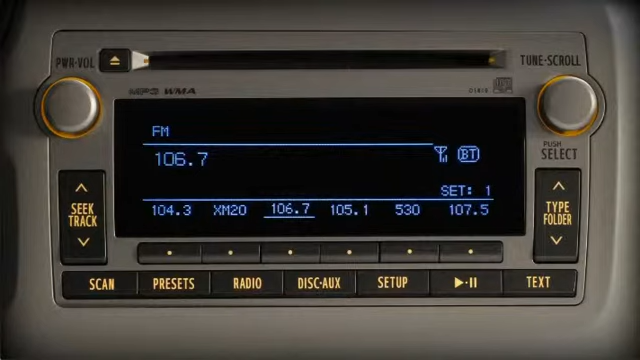 PWR-VOL
TUNE-SCROLL
MP3 WMA
FM
106.7
BT
PUSH
SELECT
SET: 1
104.3 XM20 106.7 105.1 530 107.5
SEEK
TRACK
TYPE
FOLDER
SCAN PRESETS RADIO DISC-AUX SETUP TEXT